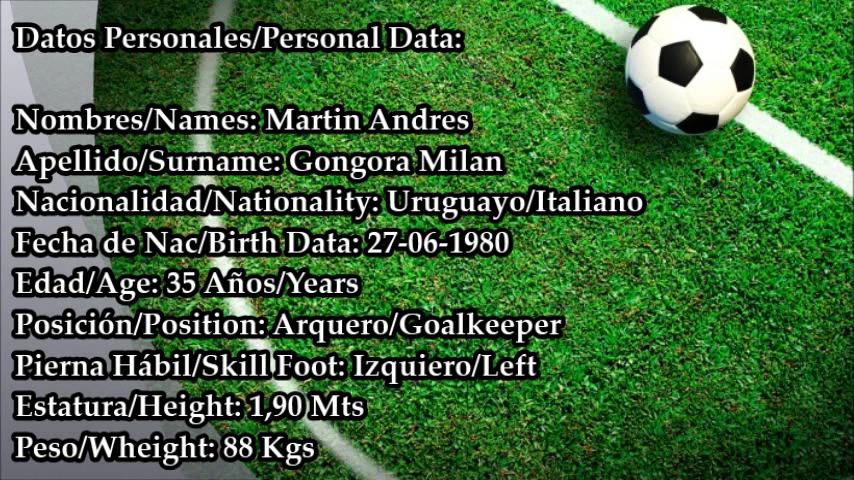 Datos Personales/Personal Data:
Nombres/Names: Martin Andres
Apellido/Surname: Gongora Milan
Nacionalidad/Nationality: Uruguayo/Italiano
Fecha de Nac/Birth Data: 27-06-1980
Edad/Age: 35 Años/Years
Posición/Position: Arquero/Goalkeeper
Pierna Hábil/Skill Foot: Izquiero/Left
Estatura/Height: 1,90 Mts
Peso/Wheight: 88 Kgs